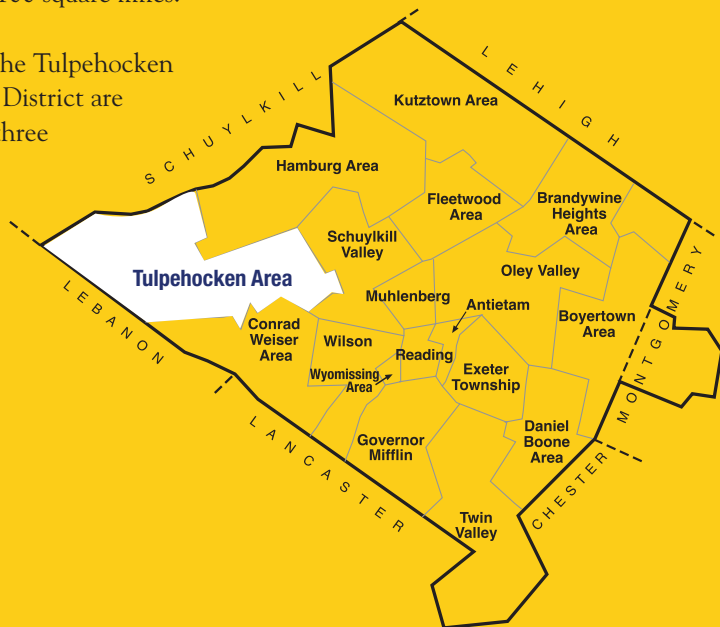 square miles.
he Tulpehocken
District are
hree
SCHUYLKILL
LEHIGH
Kutztown Area
Hamburg Area
Fleetwood
Area
Brandywine
Heights
Area
Schuylkill
Valley
Tulpehocken Area
Oley Valley
MONTGOMERY
LEBANON
Muhlenberg
Antietam
Boyertown
Area
Conrad
Weiser
Area
Wilson
Reading
Wyomissing
Area
Exeter
Township
LANCASTER
Governor
Mifflin
Daniel
Boone
Area
CHESTER
Twin
Valley